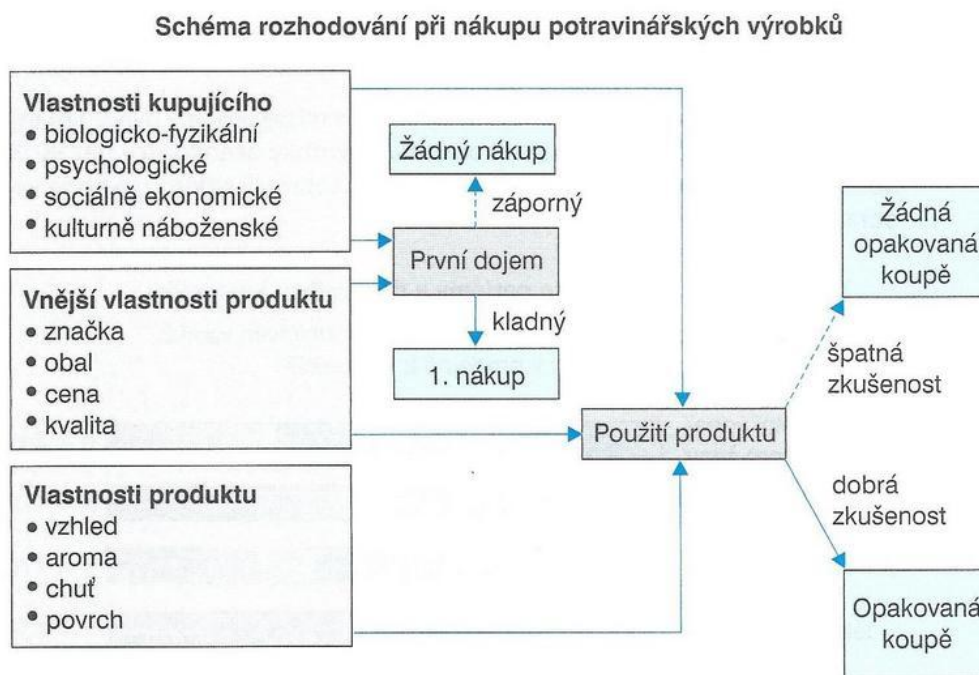 Schéma rozhodování při nákupu potravinářských výrobků
Vlastnosti kupujícího
• biologicko-fyzikální
• psychologické
• sociálně ekonomické
• kulturně náboženské
Vnější vlastnosti produktu
• značka
• obal
• cena
• kvalita
Vlastnosti produktu
• vzhled
• aroma
• chuť
• povrch
Žádný nákup
záporný
První dojem
kladný
1. nákup
Použití produktu
Žádná
opakovaná
koupě
špatná
zkušenost
dobrá
zkušenost
Opakovaná
koupě